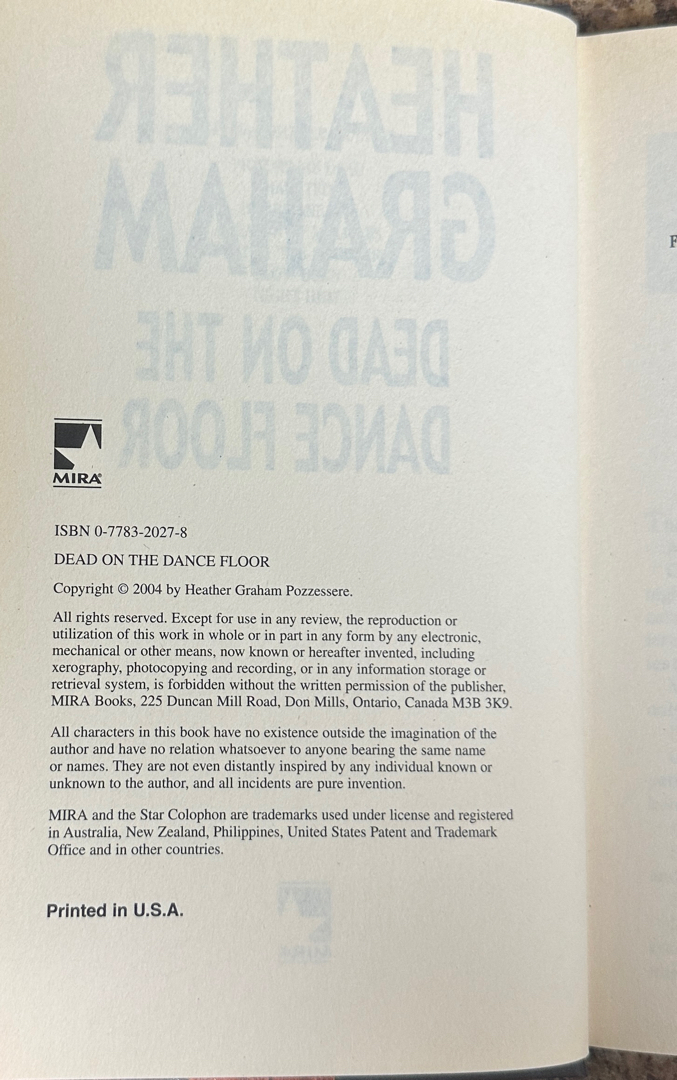 HEATHER
GRAHAM
DEAD ON THE
DANCE FLOOR
MIRA®
ISBN 0-7783-2027-8
DEAD ON THE DANCE FLOOR
Copyright © 2004 by Heather Graham Pozzessere.
All rights reserved. Except for use in any review, the reproduction or
utilization of this work in whole or in part in any form by any electronic,
mechanical or other means, now known or hereafter invented, including
xerography, photocopying and recording, or in any information storage or
retrieval system, is forbidden without the written permission of the publisher,
MIRA Books, 225 Duncan Mill Road, Don Mills, Ontario, Canada M3B 3K9.
All characters in this book have no existence outside the imagination of the
author and have no relation whatsoever to anyone bearing the same name
or names. They are not even distantly inspired by any individual known or
unknown to the author, and all incidents are pure invention.
MIRA and the Star Colophon are trademarks used under license and registered
in Australia, New Zealand, Philippines, United States Patent and Trademark
Office and in other countries.
Printed in U.S.A.
MIRA
F